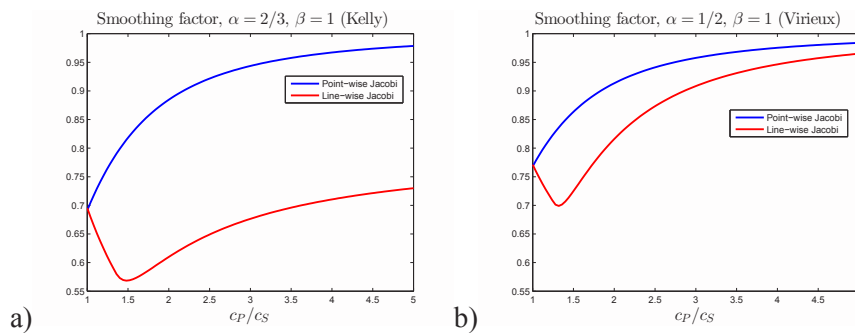 Smoothing factor, α = 2/3, β = 1 (Kelly)
1
0.95
0.9
0.85
0.8
0.75
0.7
0.65
0.6
0.55
Point-wise Jacobi
Line-wise Jacobi
1 1.5 2 2.5 3 3.5 4 4.5 5
c_P/c_S
a)
Smoothing factor, α = 1/2, β = 1 (Virieux)
1
0.95
0.9
0.85
0.8
0.75
0.7
0.65
0.6
0.55
Point-wise Jacobi
Line-wise Jacobi
1 1.5 2 2.5 3 3.5 4 4.5
c_P/c_S
b)